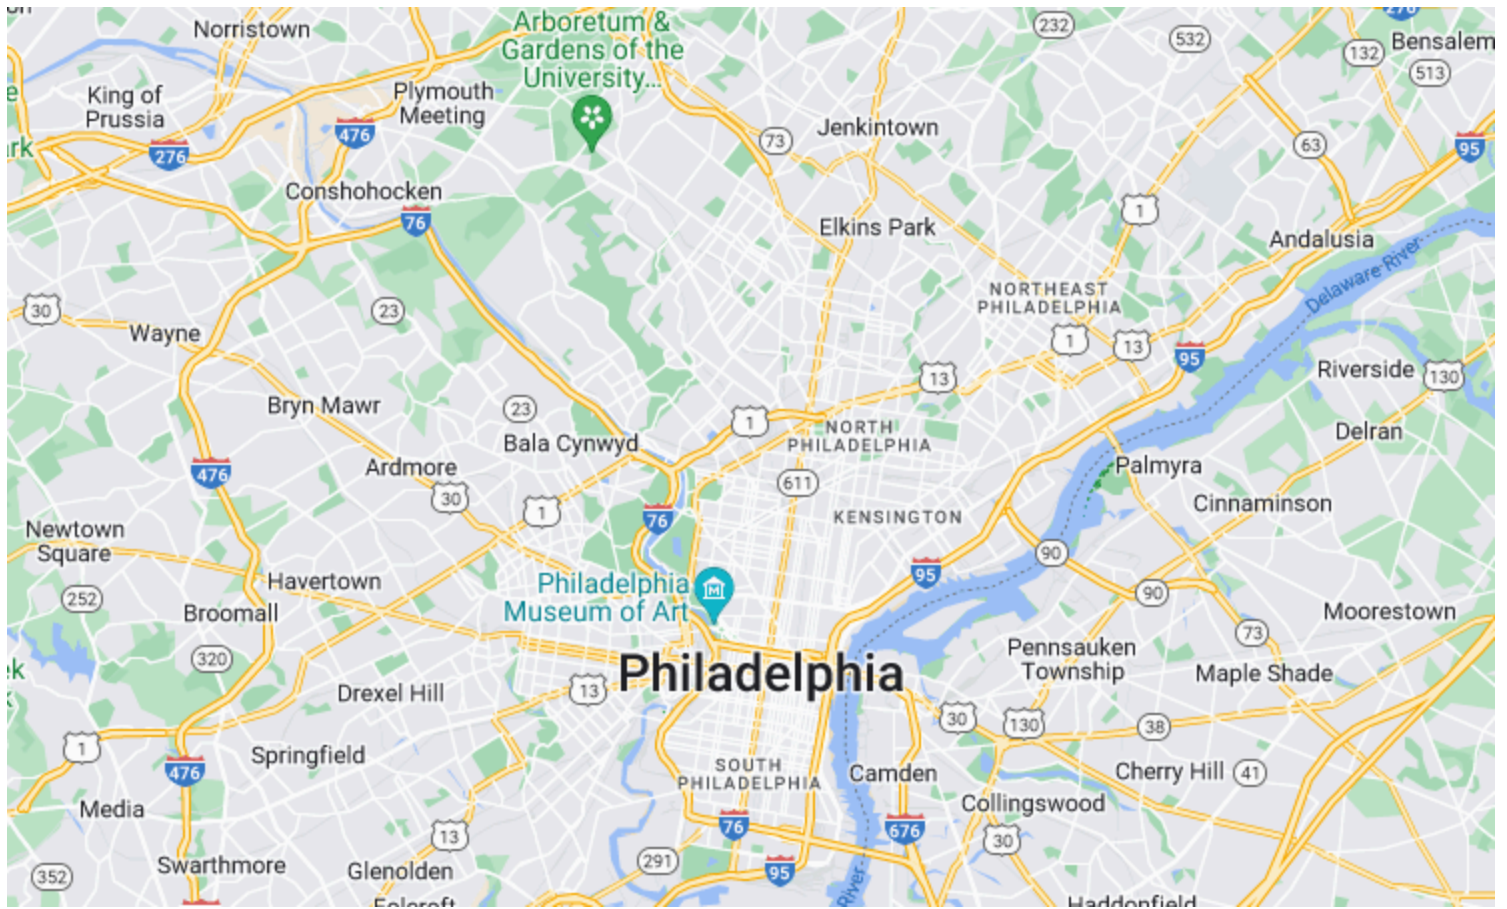 Norristown
Arboretum &
Gardens of the
University...
232
532
276
132
Bensalem
513
King of
Prussia
Plymouth
Meeting
476
276
73
Jenkintown
63
95
Conshohocken
76
1
Elkins Park
Andalusia
Delaware River
NORTHEAST
PHILADELPHIA
30
23
Wayne
1
13
95
Riverside
130
13
Bryn Mawr
23
1
Bala Cynwyd
NORTH
PHILADELPHIA
Delran
Ardmore
30
476
611
Palmyra
Cinnaminson
1
76
KENSINGTON
Newtown
Square
90
95
Havertown
252
Broomall
Philadelphia
Museum of Art
90
73
Moorestown
320
Philadelphia
Pennsauken
Township
Maple Shade
Drexel Hill
13
30
130
38
1
Springfield
476
SOUTH
PHILADELPHIA
Camden
Cherry Hill
41
Media
Collingswood
76
676
30
13
Swarthmore
Glenolden
291
95
352
River
Folcroft
Haddonfield